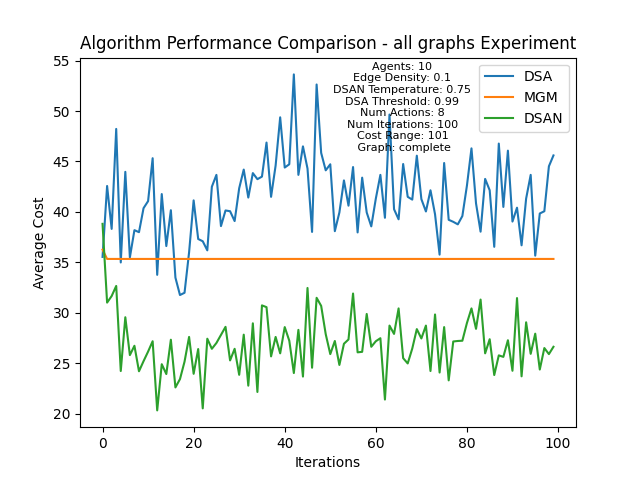 Algorithm Performance Comparison - all graphs Experiment
55
50
45
40
35
30
25
20
Average Cost
Agents: 10
Edge Density: 0.1
DSAN Temperature: 0.75
DSA Threshold: 0.99
Num Actions: 8
Num Iterations: 100
Cost Range: 101
Graph: complete
DSA
MGM
DSAN
0
20
40
60
80
100
Iterations